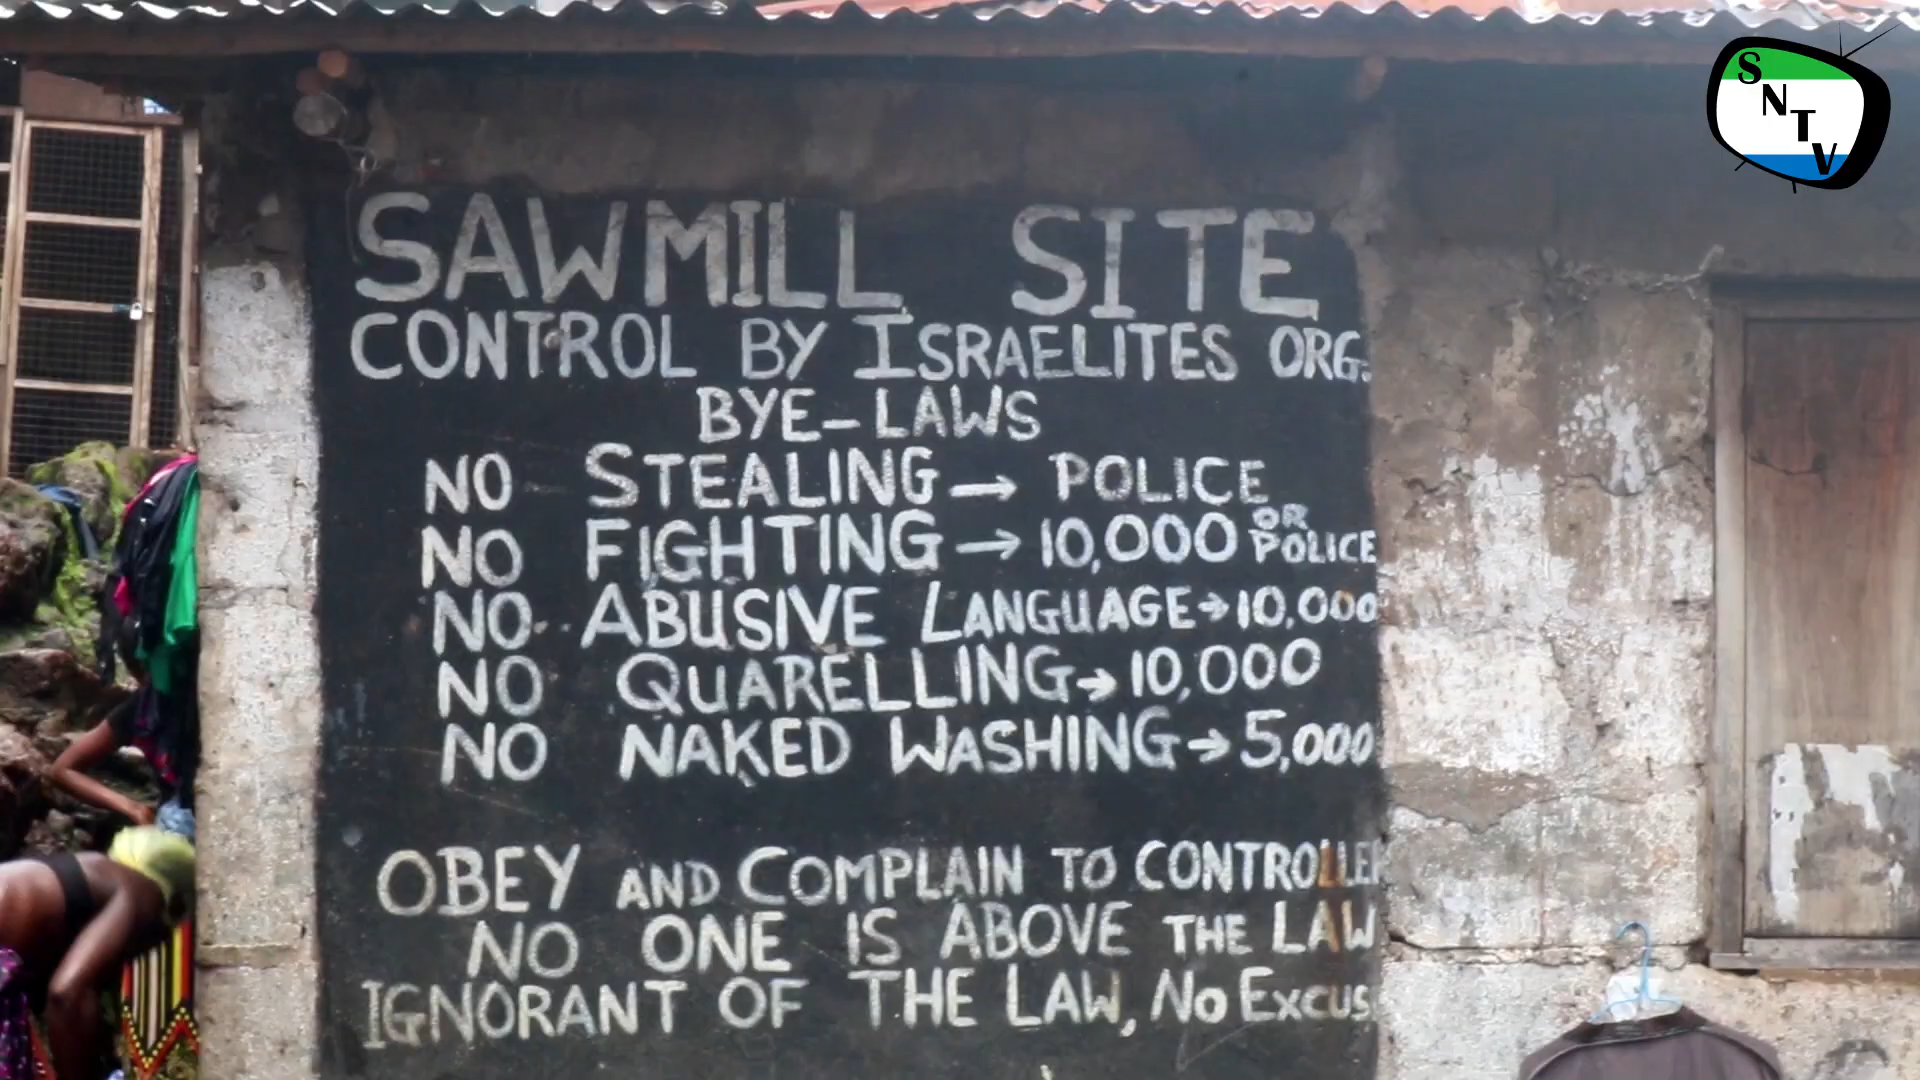 SNTV
SAWMILL SITE
CONTROL BY ISRAELITES ORG.
BYE-LAWS
NO STEALING → POLICE
NO FIGHTING → 10,000 OR POLICE
NO ABUSIVE LANGUAGE → 10,000
NO QUARELLING → 10,000
NO NAKED WASHING → 5,000
OBEY AND COMPLAIN TO CONTROLLER
NO ONE IS ABOVE THE LAW
IGNORANT OF THE LAW, NO EXCUS